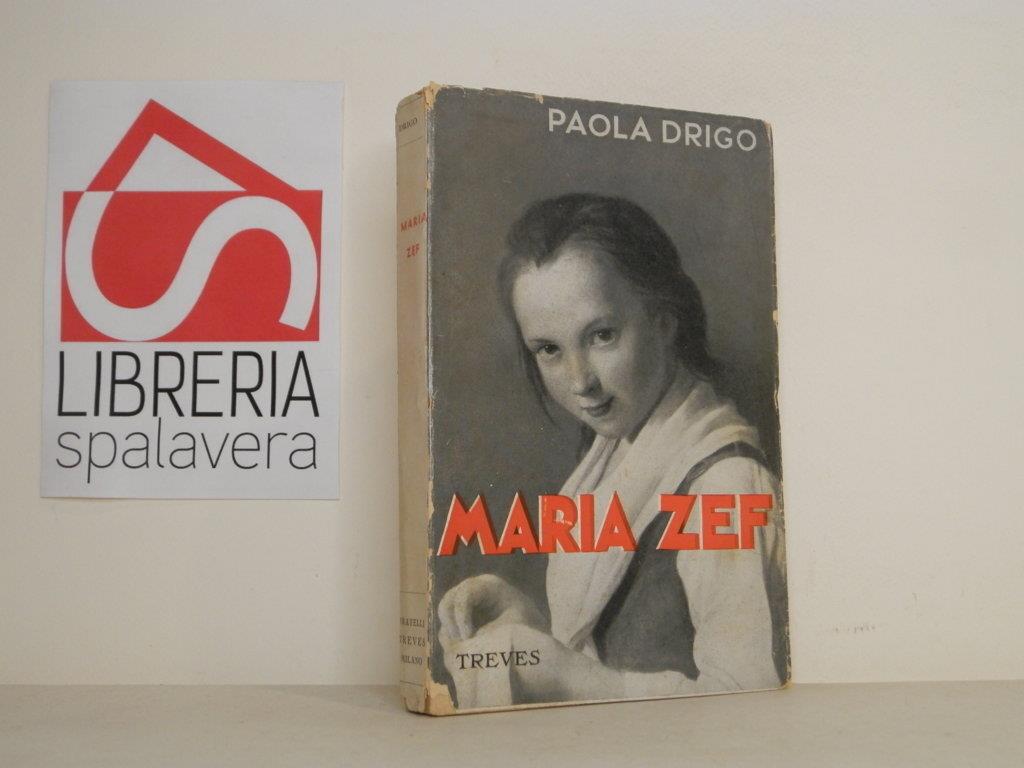 LIBRERIA
spalavera
DRIGO
MARIA
ZEF
FRATELLI
TREVES
MILANO
PAOLA DRIGO
MARIA ZEF
TREVES